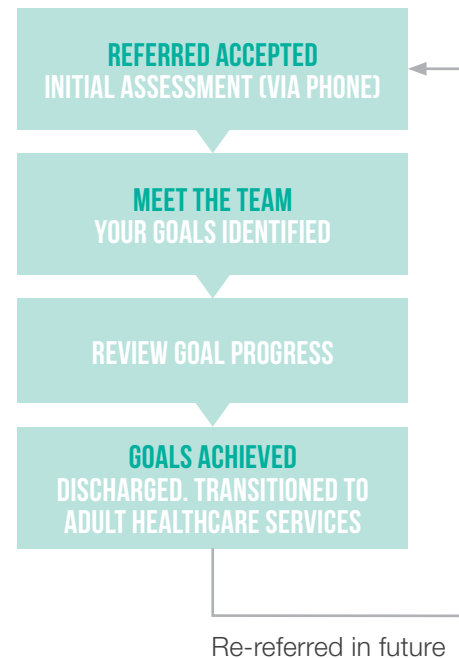 REFERRED ACCEPTED
INITIAL ASSESSMENT (VIA PHONE)
MEET THE TEAM
YOUR GOALS IDENTIFIED
REVIEW GOAL PROGRESS
GOALS ACHIEVED
DISCHARGED. TRANSITIONED TO
ADULT HEALTHCARE SERVICES
Re-referred in future